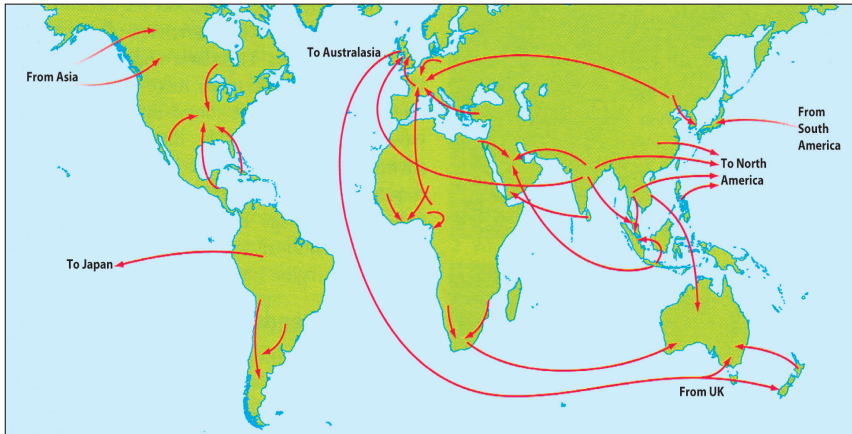 To Australasia
From Asia
From
South
America
To North
America
To Japan
From UK